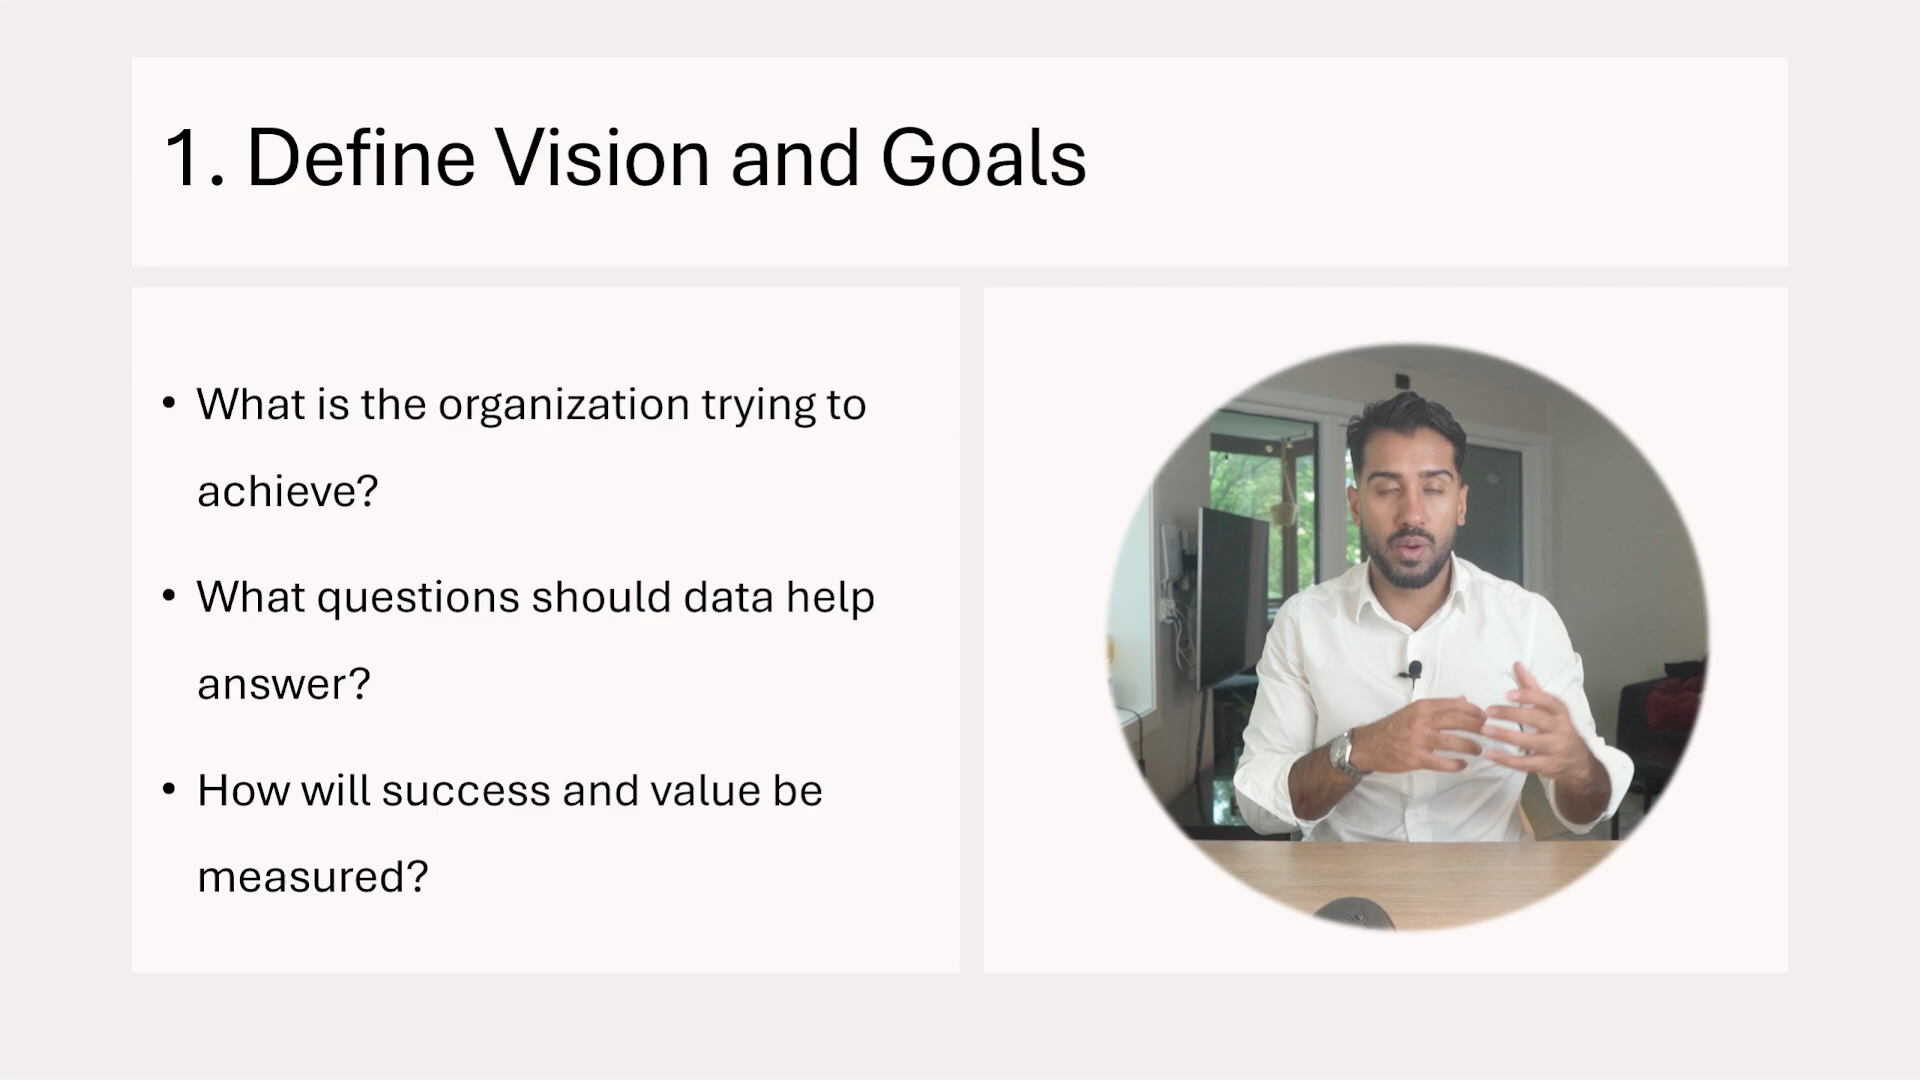 1. Define Vision and Goals
• What is the organization trying to
achieve?
• What questions should data help
answer?
• How will success and value be
measured?